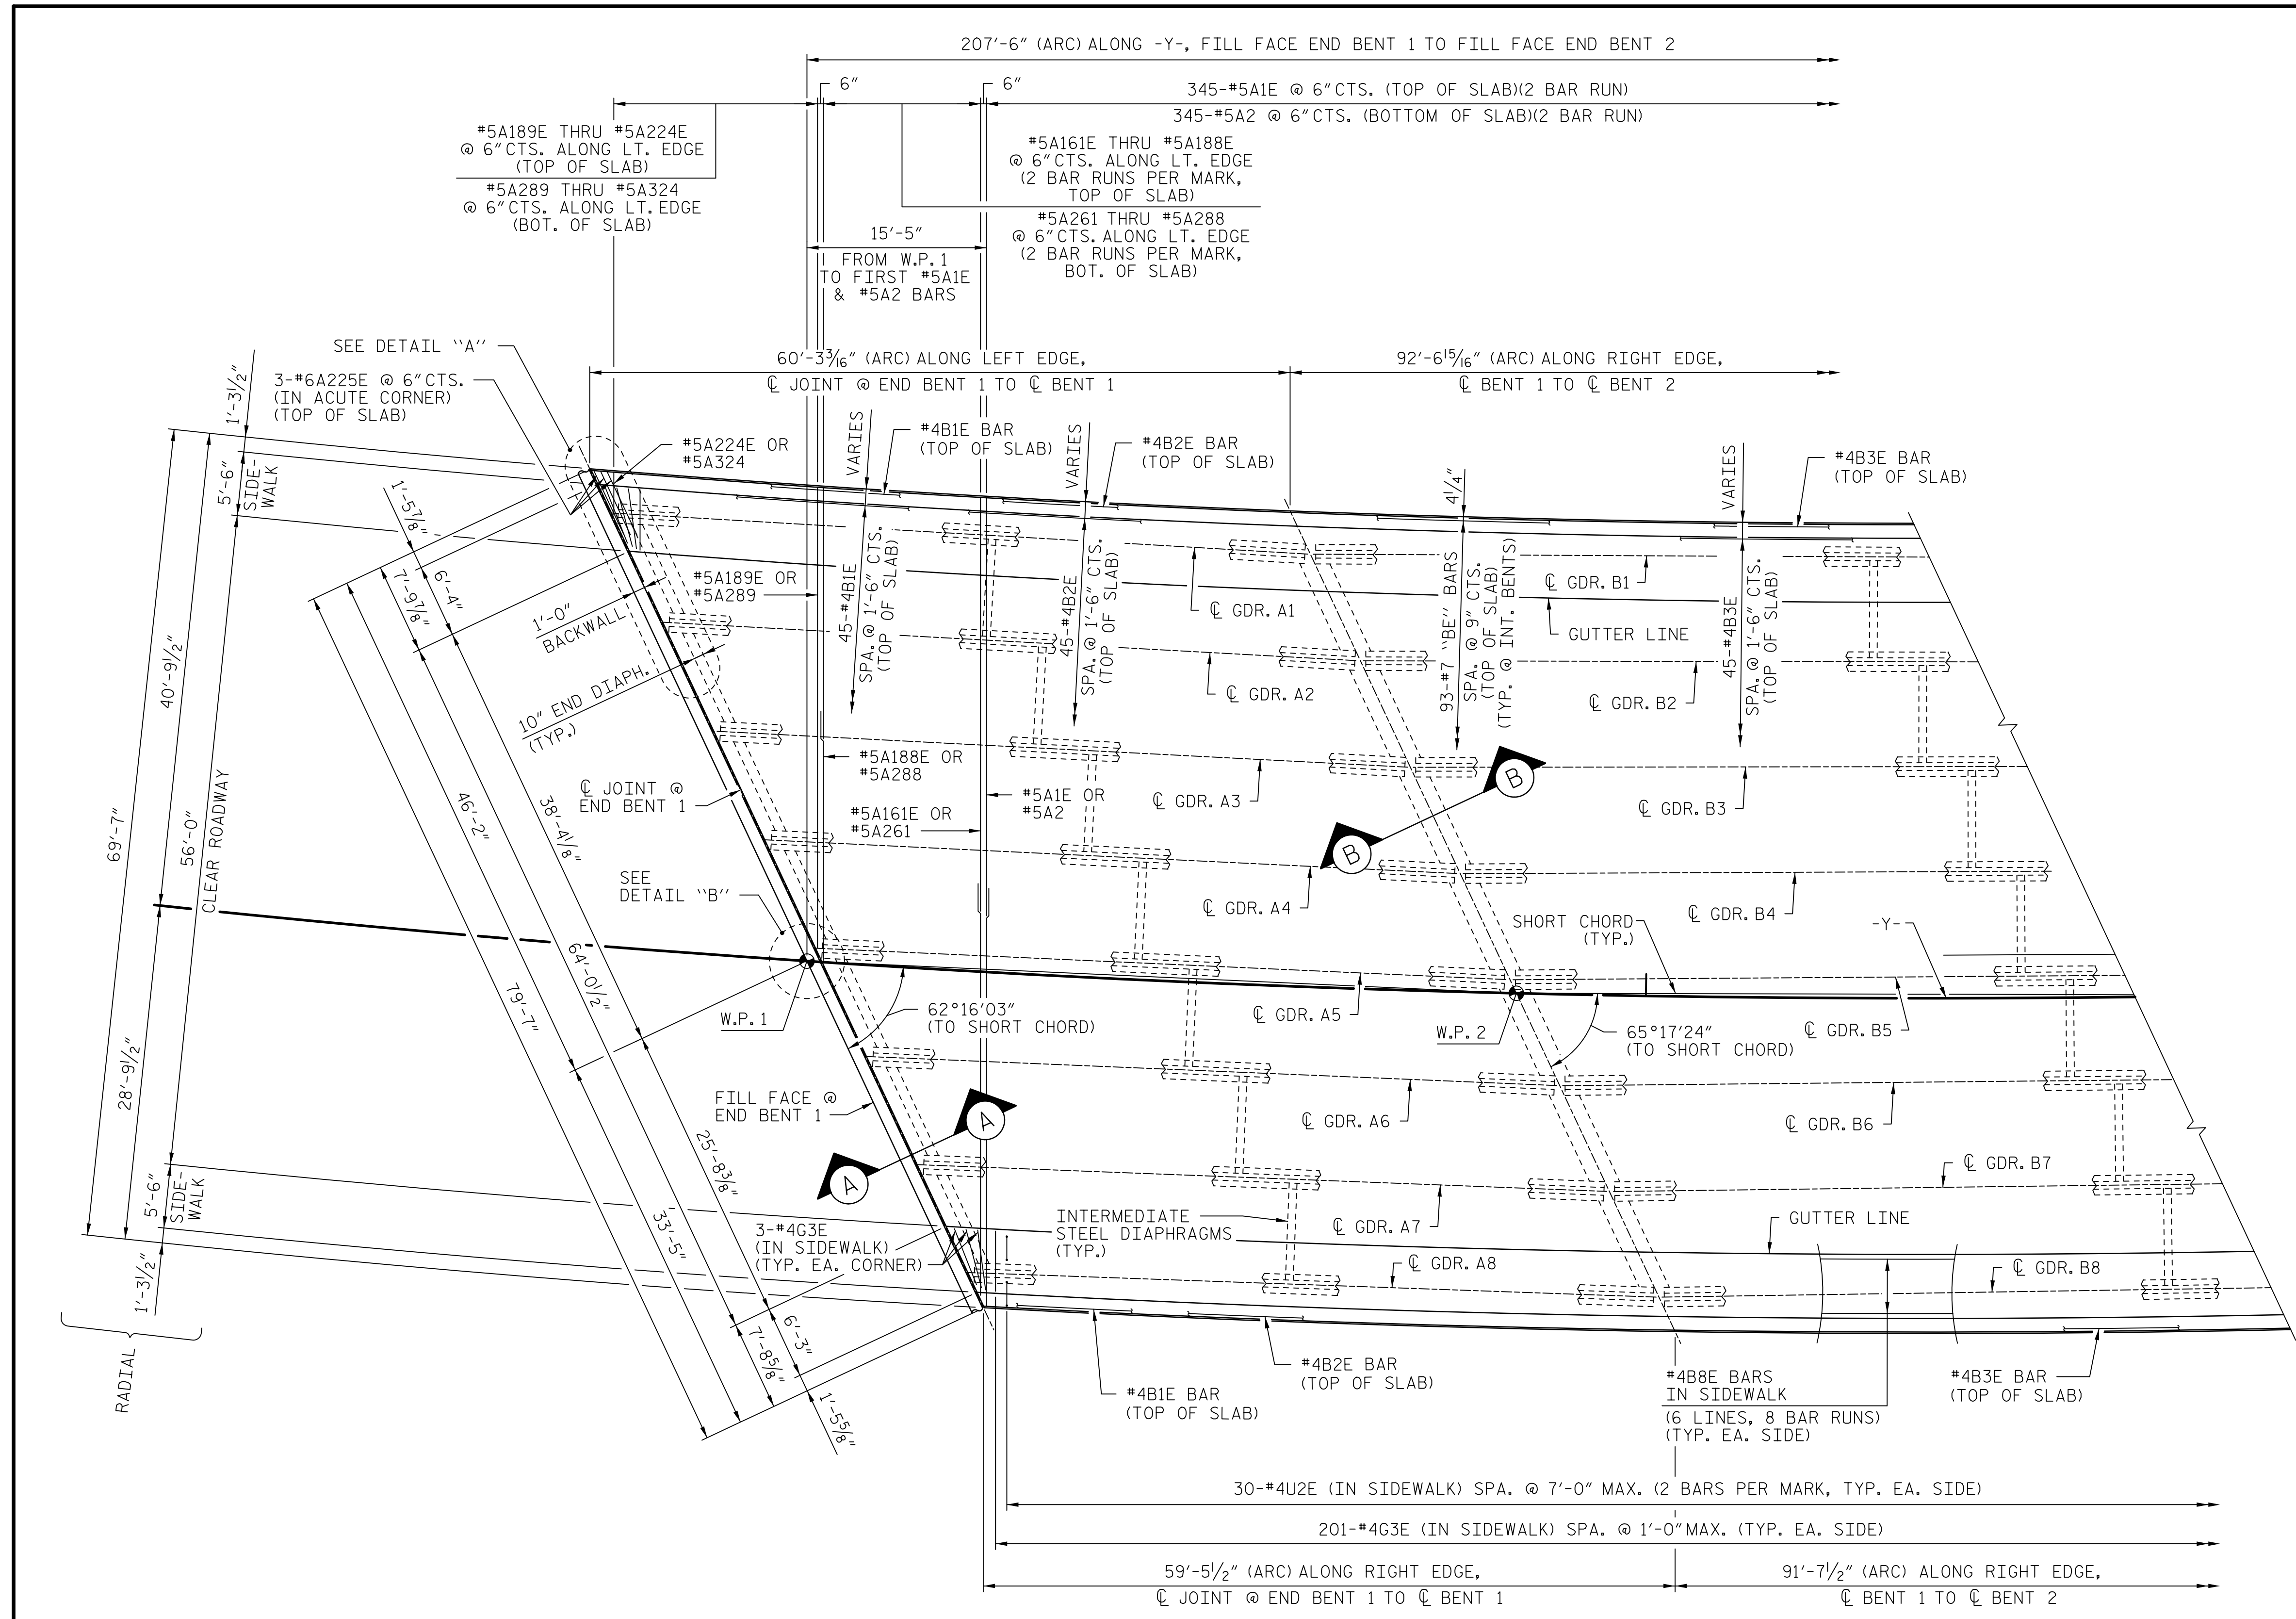 207'-6" (ARC) ALONG -Y-, FILL FACE END BENT 1 TO FILL FACE END BENT 2
6"
6"
345-#5A1E @ 6"CTS. (TOP OF SLAB)(2 BAR RUN)
345-#5A2 @ 6"CTS. (BOTTOM OF SLAB)(2 BAR RUN)
#5A189E THRU #5A224E
@ 6"CTS. ALONG LT. EDGE
(TOP OF SLAB)
#5A289 THRU #5A324
@ 6"CTS. ALONG LT. EDGE
(BOT. OF SLAB)
#5A161E THRU #5A188E
@ 6"CTS. ALONG LT. EDGE
(2 BAR RUNS PER MARK,
TOP OF SLAB)
#5A261 THRU #5A288
@ 6"CTS. ALONG LT. EDGE
(2 BAR RUNS PER MARK,
BOT. OF SLAB)
15'-5"
FROM W.P. 1
TO FIRST #5A1E
& #5A2 BARS
SEE DETAIL "A"
3-#6A225E @ 6"CTS.
(IN ACUTE CORNER)
(TOP OF SLAB)
60'-3 3/16" (ARC) ALONG LEFT EDGE,
℄ JOINT @ END BENT 1 TO ℄ BENT 1
92'-6 15/16" (ARC) ALONG RIGHT EDGE,
℄ BENT 1 TO ℄ BENT 2
1'-3 1/2"
5'-6"
SIDE-
WALK
#5A224E OR
#5A324
VARIES
#4B1E BAR
(TOP OF SLAB)
VARIES
#4B2E BAR
(TOP OF SLAB)
4 1/4"
VARIES
#4B3E BAR
(TOP OF SLAB)
1'-5 7/8"
6'-4"
7'-9 7/8"
#5A189E OR
#5A289
1'-0"
BACKWALL
10" END DIAPH.
(TYP.)
45-#4B1E
SPA. @ 1'-6" CTS.
(TOP OF SLAB)
45-#4B2E
SPA. @ 1'-6" CTS.
(TOP OF SLAB)
93-#7 "BE" BARS
SPA. @ 9" CTS.
(TOP OF SLAB)
(TYP. @ INT. BENTS)
45-#4B3E
SPA. @ 1'-6" CTS.
(TOP OF SLAB)
℄ GDR. A1
℄ GDR. B1
GUTTER LINE
℄ GDR. A2
℄ GDR. B2
40'-9 1/2"
69'-7"
56'-0"
CLEAR ROADWAY
#5A188E OR
#5A288
℄ JOINT @
END BENT 1
#5A161E OR
#5A261
#5A1E OR
#5A2
℄ GDR. A3
℄ GDR. B3
B
B
46'-2"
38'-4 1/8"
SEE
DETAIL "B"
℄ GDR. A4
℄ GDR. B4
SHORT CHORD
(TYP.)
-Y-
64'-0 1/2"
79'-7"
W.P. 1
62°16'03"
(TO SHORT CHORD)
℄ GDR. A5
W.P. 2
65°17'24"
(TO SHORT CHORD)
℄ GDR. B5
28'-9 1/2"
FILL FACE @
END BENT 1
A
A
℄ GDR. A6
℄ GDR. B6
25'-8 3/8"
5'-6"
SIDE-
WALK
33'-5"
3-#4G3E
(IN SIDEWALK)
(TYP. EA. CORNER)
INTERMEDIATE
STEEL DIAPHRAGMS
(TYP.)
℄ GDR. A7
℄ GDR. B7
GUTTER LINE
℄ GDR. A8
℄ GDR. B8
1'-3 1/2"
RADIAL
6'-3"
7'-8 5/8"
1'-5 5/8"
#4B1E BAR
(TOP OF SLAB)
#4B2E BAR
(TOP OF SLAB)
#4B8E BARS
IN SIDEWALK
(6 LINES, 8 BAR RUNS)
(TYP. EA. SIDE)
#4B3E BAR
(TOP OF SLAB)
30-#4U2E (IN SIDEWALK) SPA. @ 7'-0" MAX. (2 BARS PER MARK, TYP. EA. SIDE)
201-#4G3E (IN SIDEWALK) SPA. @ 1'-0"MAX. (TYP. EA. SIDE)
59'-5 1/2" (ARC) ALONG RIGHT EDGE,
℄ JOINT @ END BENT 1 TO ℄ BENT 1
91'-7 1/2" (ARC) ALONG RIGHT EDGE,
℄ BENT 1 TO ℄ BENT 2